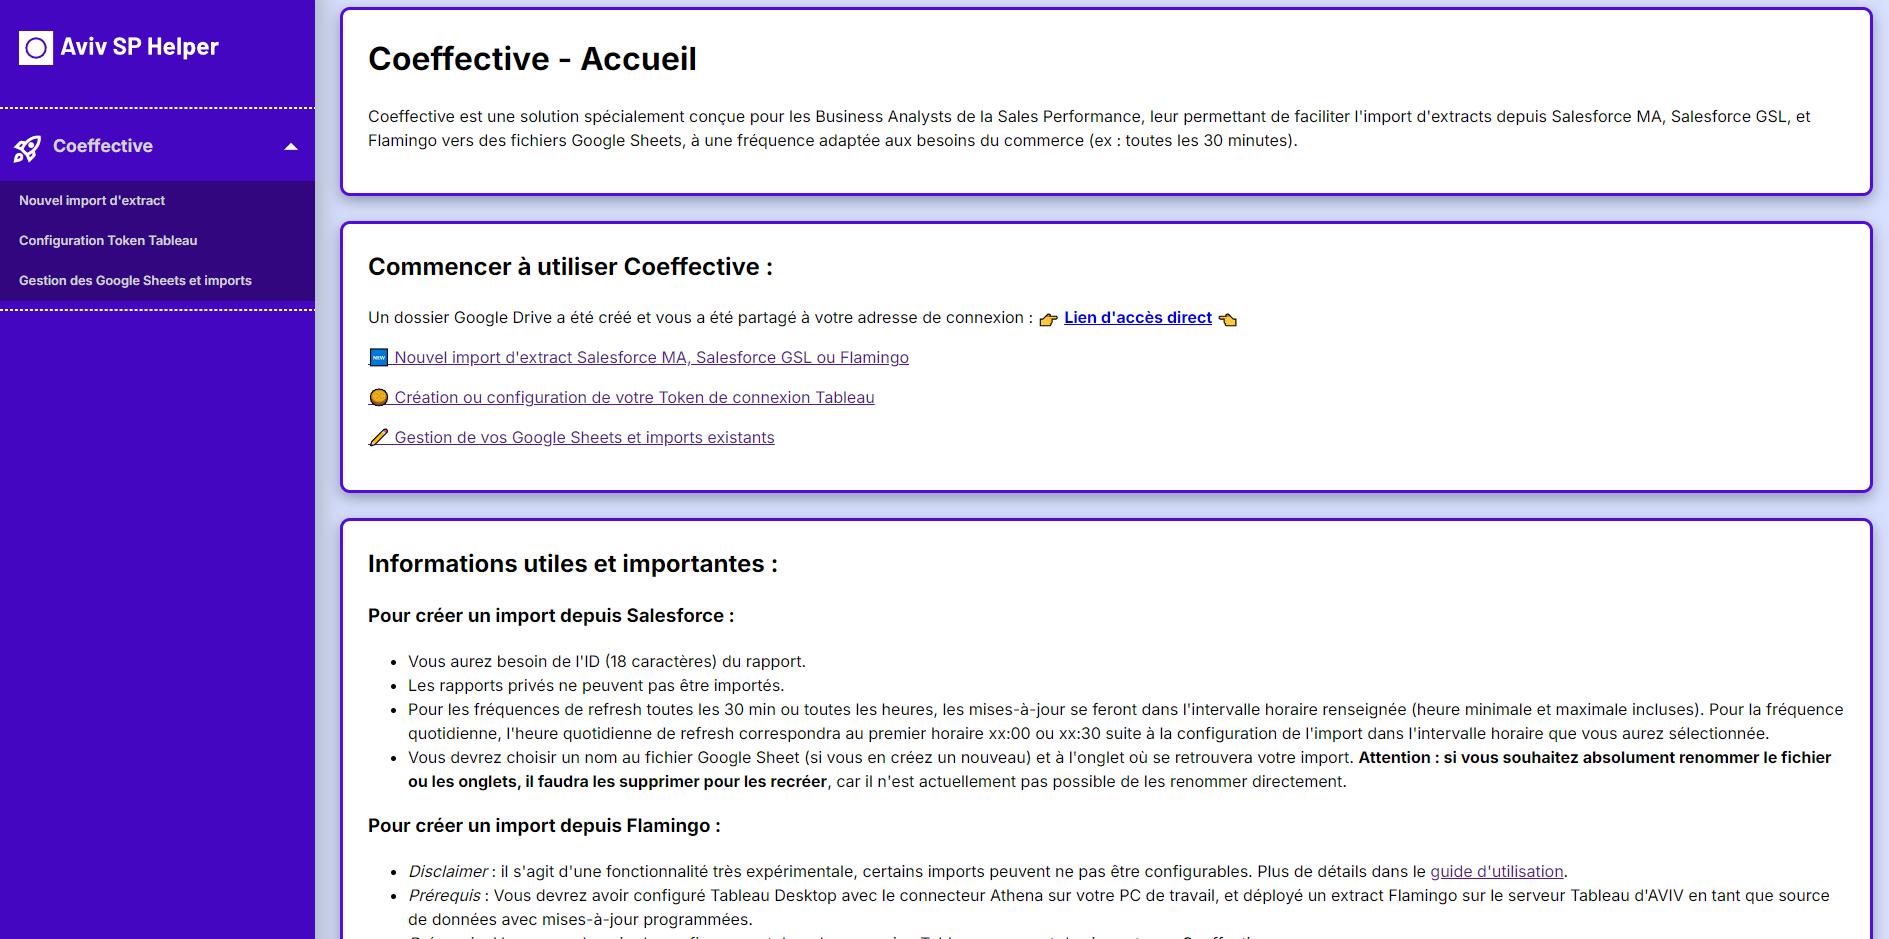 Aviv SP Helper
Coeffective
Nouvel import d'extract
Configuration Token Tableau
Gestion des Google Sheets et imports
Coeffective - Accueil
Coeffective est une solution spécialement conçue pour les Business Analysts de la Sales Performance, leur permettant de faciliter l'import d'extracts depuis Salesforce MA, Salesforce GSL, et
Flamingo vers des fichiers Google Sheets, à une fréquence adaptée aux besoins du commerce (ex : toutes les 30 minutes).
Commencer à utiliser Coeffective :
Un dossier Google Drive a été créé et vous a été partagé à votre adresse de connexion : 👉 Lien d'accès direct 👈
🆕 Nouvel import d'extract Salesforce MA, Salesforce GSL ou Flamingo
Création ou configuration de votre Token de connexion Tableau
Gestion de vos Google Sheets et imports existants
Informations utiles et importantes :
Pour créer un import depuis Salesforce :
• Vous aurez besoin de l'ID (18 caractères) du rapport.
• Les rapports privés ne peuvent pas être importés.
• Pour les fréquences de refresh toutes les 30 min ou toutes les heures, les mises-à-jour se feront dans l'intervalle horaire renseignée (heure minimale et maximale incluses). Pour la fréquence
quotidienne, l'heure quotidienne de refresh correspondra au premier horaire xx:00 ou xx:30 suite à la configuration de l'import dans l'intervalle horaire que vous aurez sélectionnée.
• Vous devrez choisir un nom au fichier Google Sheet (si vous en créez un nouveau) et à l'onglet où se retrouvera votre import. Attention : si vous souhaitez absolument renommer le fichier
ou les onglets, il faudra les supprimer pour les recréer, car il n'est actuellement pas possible de les renommer directement.
Pour créer un import depuis Flamingo :
• Disclaimer : il s'agit d'une fonctionnalité très expérimentale, certains imports peuvent ne pas être configurables. Plus de détails dans le guide d'utilisation.
• Prérequis : Vous devrez avoir configuré Tableau Desktop avec le connecteur Athena sur votre PC de travail, et déployé un extract Flamingo sur le serveur Tableau d'AVIV en tant que source
de données avec mises-à-jour programmées.